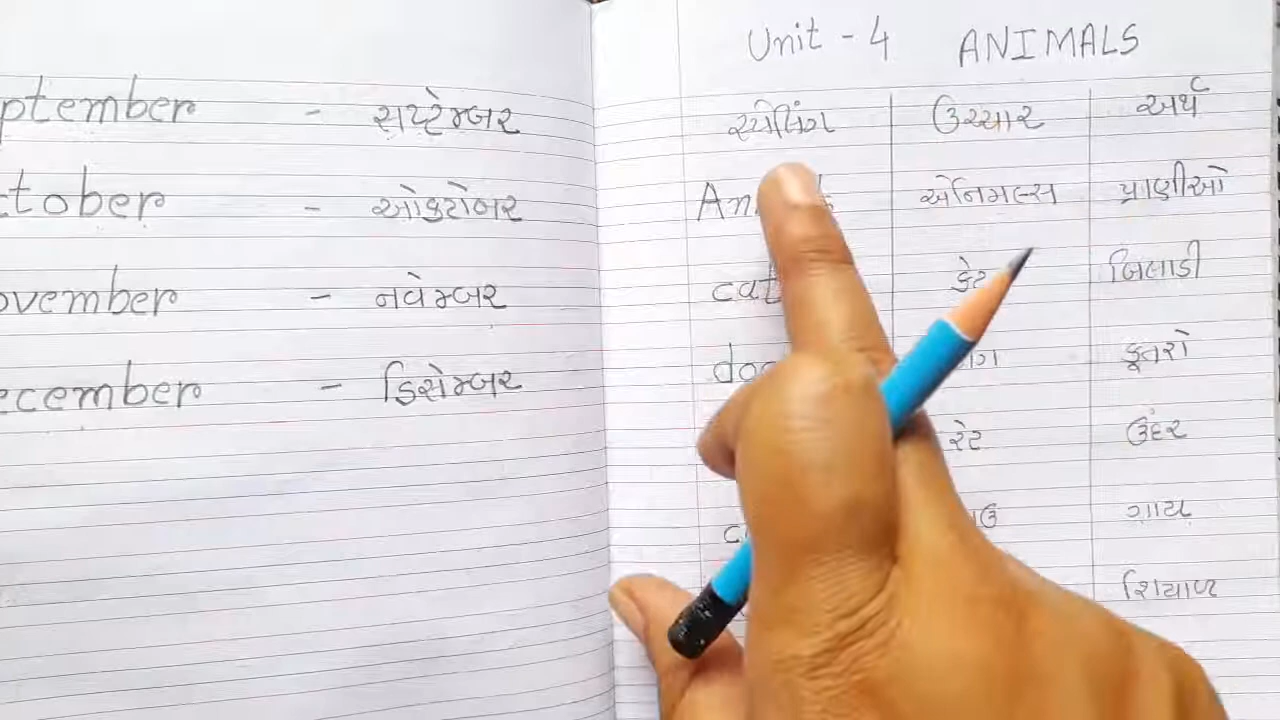 ptember - સપ્ટેમ્બર
ctober - ઓક્ટોબર
ovember - નવેમ્બર
ecember - ડિસેમ્બર
Unit - 4 ANIMALS
સ્પેલિંગ ઉચ્ચાર અર્થ
એનિમલ્સ પ્રાણીઓ
cat કેટ બિલાડી
કૂતરો
રેટ ઉંદર
ગાય
શિયાળ